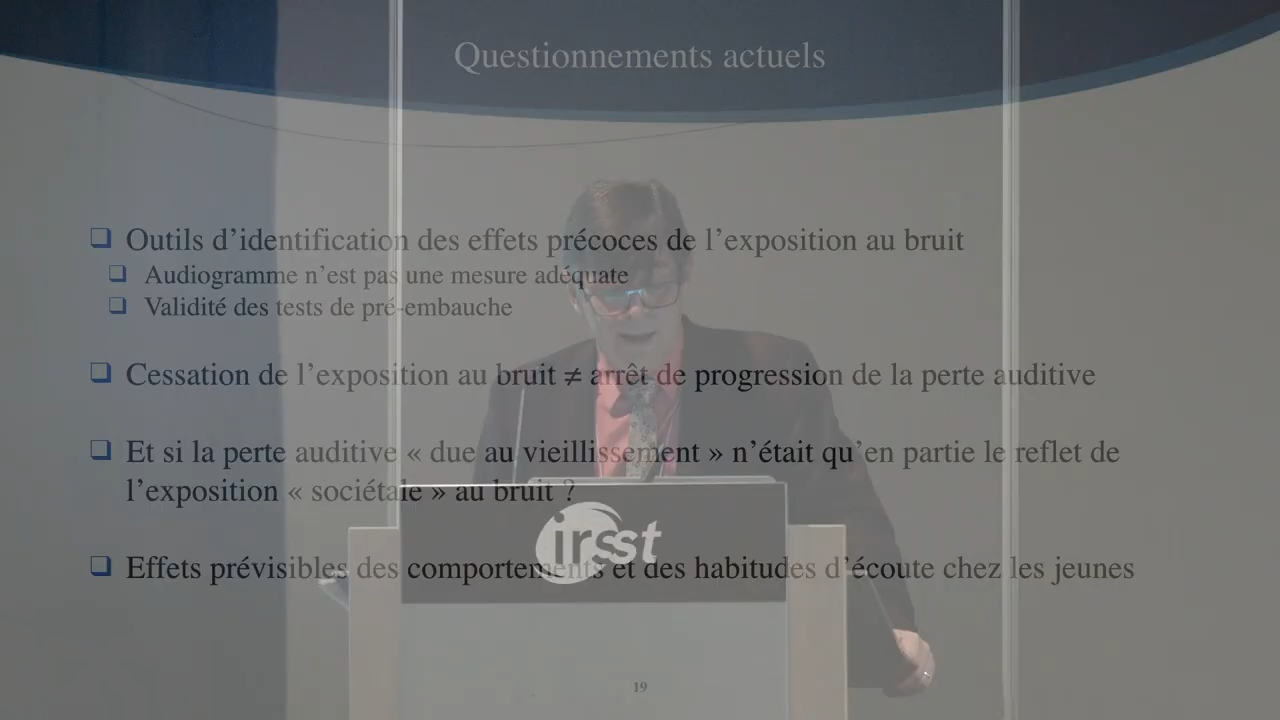 Questionnements actuels
Outils d’identification des effets précoces de l’exposition au bruit
Audiogramme n’est pas une mesure adéquate
Validité des tests de pré-embauche
Cessation de l’exposition au bruit ≠ arrêt de progression de la perte auditive
Et si la perte auditive « due au vieillissement » n’était qu’en partie le reflet de
l’exposition « sociétale » au bruit ?
irsst
Effets prévisibles des comportements et des habitudes d’écoute chez les jeunes
19